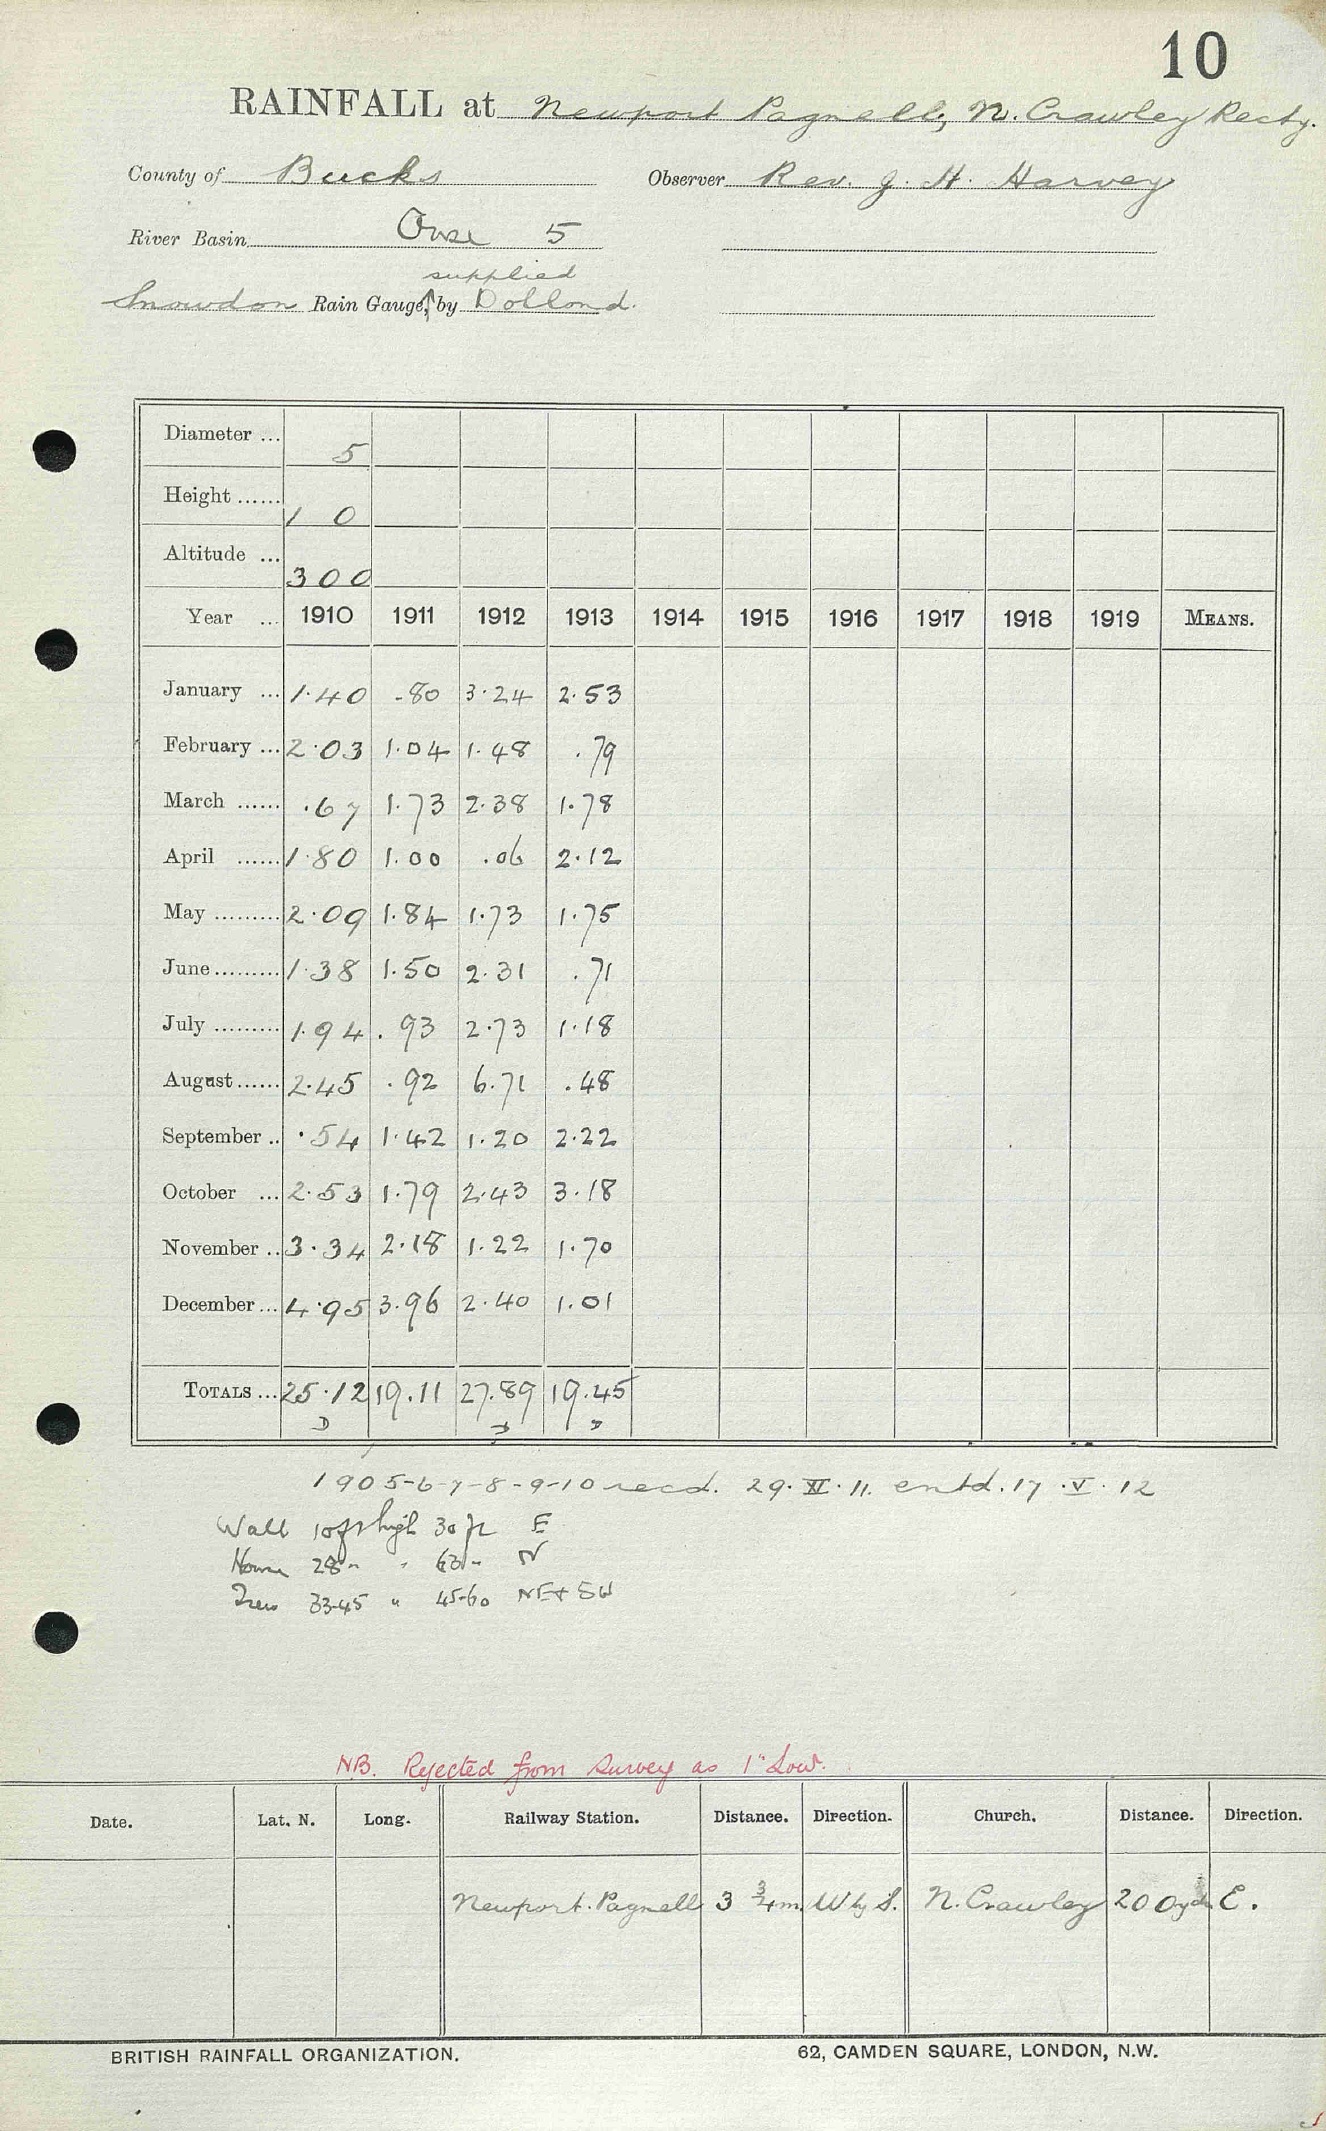 10
RAINFALL at Newport Pagnell, N. Crawley Recty.
County of Bucks Observer Rev. J. H. Harvey
River Basin Ouse 5
supplied
Snowdon Rain Gauge, by Dollond.
Diameter ... 5
Height ...... 1 0
Altitude ... 300
Year ... 1910 1911 1912 1913 1914 1915 1916 1917 1918 1919 MEANS.
January ... 1.40 .80 3.24 2.53
February ... 2.03 1.04 1.48 .79
March ...... .67 1.73 2.38 1.78
April ...... 1.80 1.00 .06 2.12
May ......... 2.09 1.84 1.73 1.75
June ......... 1.38 1.50 2.31 .71
July ......... 1.94 .93 2.73 1.18
August ...... 2.45 .92 6.71 .48
September .. .54 1.42 1.20 2.22
October ... 2.53 1.79 2.43 3.18
November .. 3.34 2.18 1.22 1.70
December ... 4.95 3.96 2.40 1.01
TOTALS ... 25.12 19.11 27.89 19.45
1905-6-7-8-9-10 recd. 29.XI.11. entd. 17.V.12
Wall 10ft high 30 ft E
House 28 " " 63 " N
Trees 33-45 " 45-60 NE + SW
NB. Rejected from Survey as 1" Low.
Date. Lat. N. Long. Railway Station. Distance. Direction. Church. Distance. Direction.
Newport Pagnell 3 3/4 m. W by S. N. Crawley 200 yds E.
BRITISH RAINFALL ORGANIZATION. 62, CAMDEN SQUARE, LONDON, N.W.